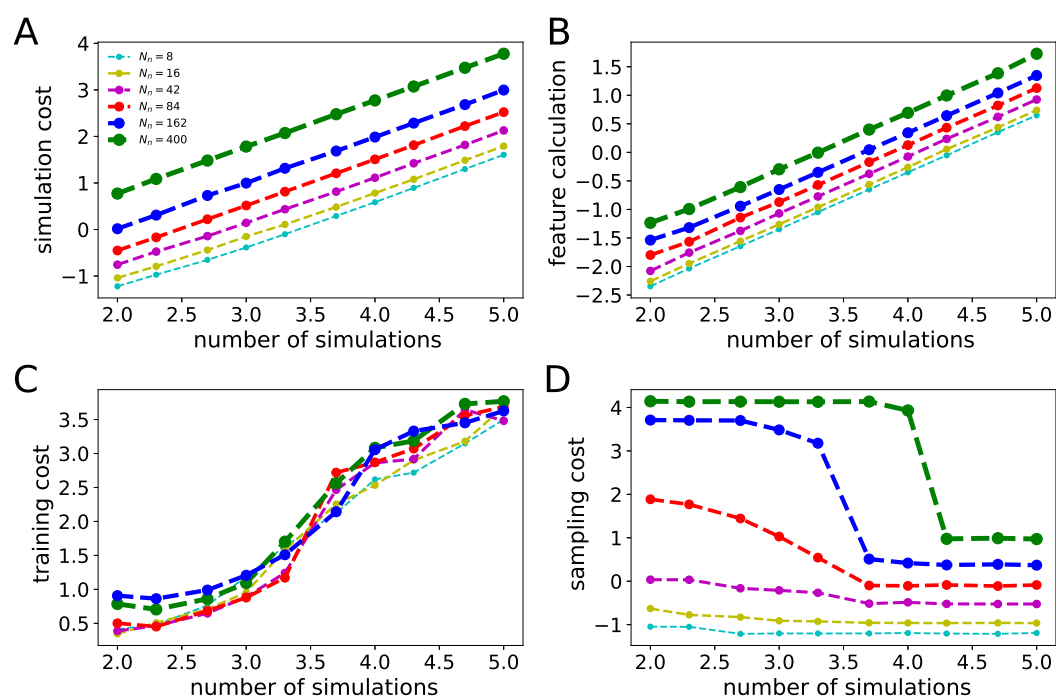 A
B
4
3
2
1
0
−1
simulation cost
N_n = 8
N_n = 16
N_n = 42
N_n = 84
N_n = 162
N_n = 400
2.0 2.5 3.0 3.5 4.0 4.5 5.0
number of simulations
1.5
1.0
0.5
0.0
−0.5
−1.0
−1.5
−2.0
−2.5
feature calculation
2.0 2.5 3.0 3.5 4.0 4.5 5.0
number of simulations
C
D
3.5
3.0
2.5
2.0
1.5
1.0
0.5
training cost
2.0 2.5 3.0 3.5 4.0 4.5 5.0
number of simulations
4
3
2
1
0
−1
sampling cost
2.0 2.5 3.0 3.5 4.0 4.5 5.0
number of simulations